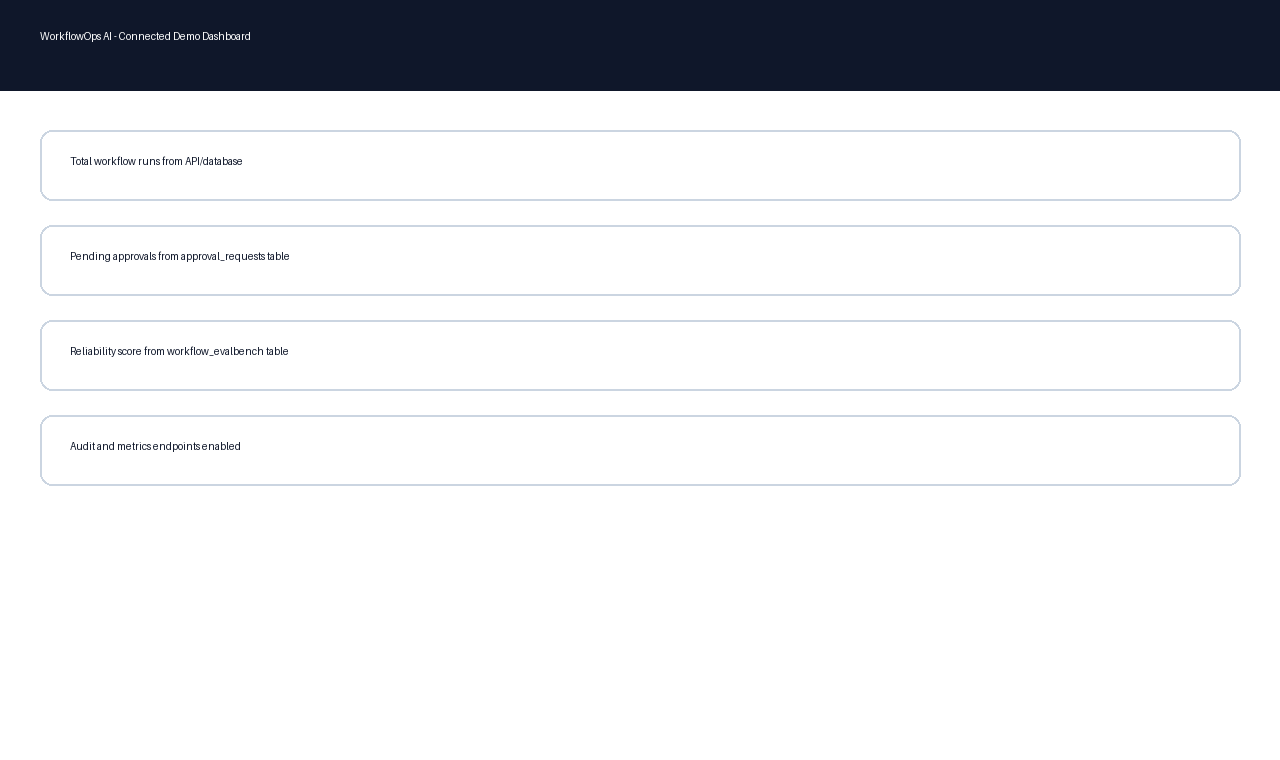 WorkflowOps AI - Connected Demo Dashboard
Total workflow runs from API/database
Pending approvals from approval_requests table
Reliability score from workflow_evalbench table
Audit and metrics endpoints enabled